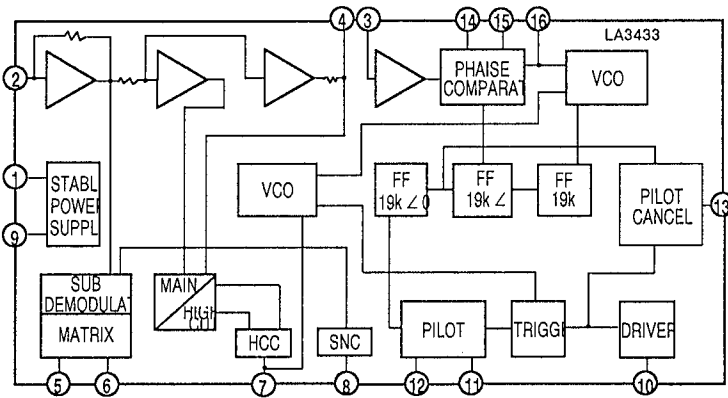 4
3
14
15
16
LA3433
2
PHAISE
COMPARAT
VCO
1
STABL
POWER
SUPPL
9
VCO
FF
19k ∠0
FF
19k ∠
FF
19k
PILOT
CANCEL
13
SUB
DEMODULAT
MATRIX
MAIN
HIGH
CUT
HCC
SNC
PILOT
TRIGGE
DRIVER
5
6
7
8
12
11
10